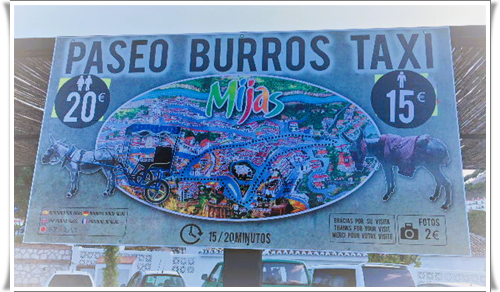 PASEO BURROS TAXI
20€
15€
Mijas
15/20MINUTOS
GRACIAS POR SU VISITA
THANKS FOR YOUR VISIT
MERCI POUR VOTRE VISITE
FOTOS
2€